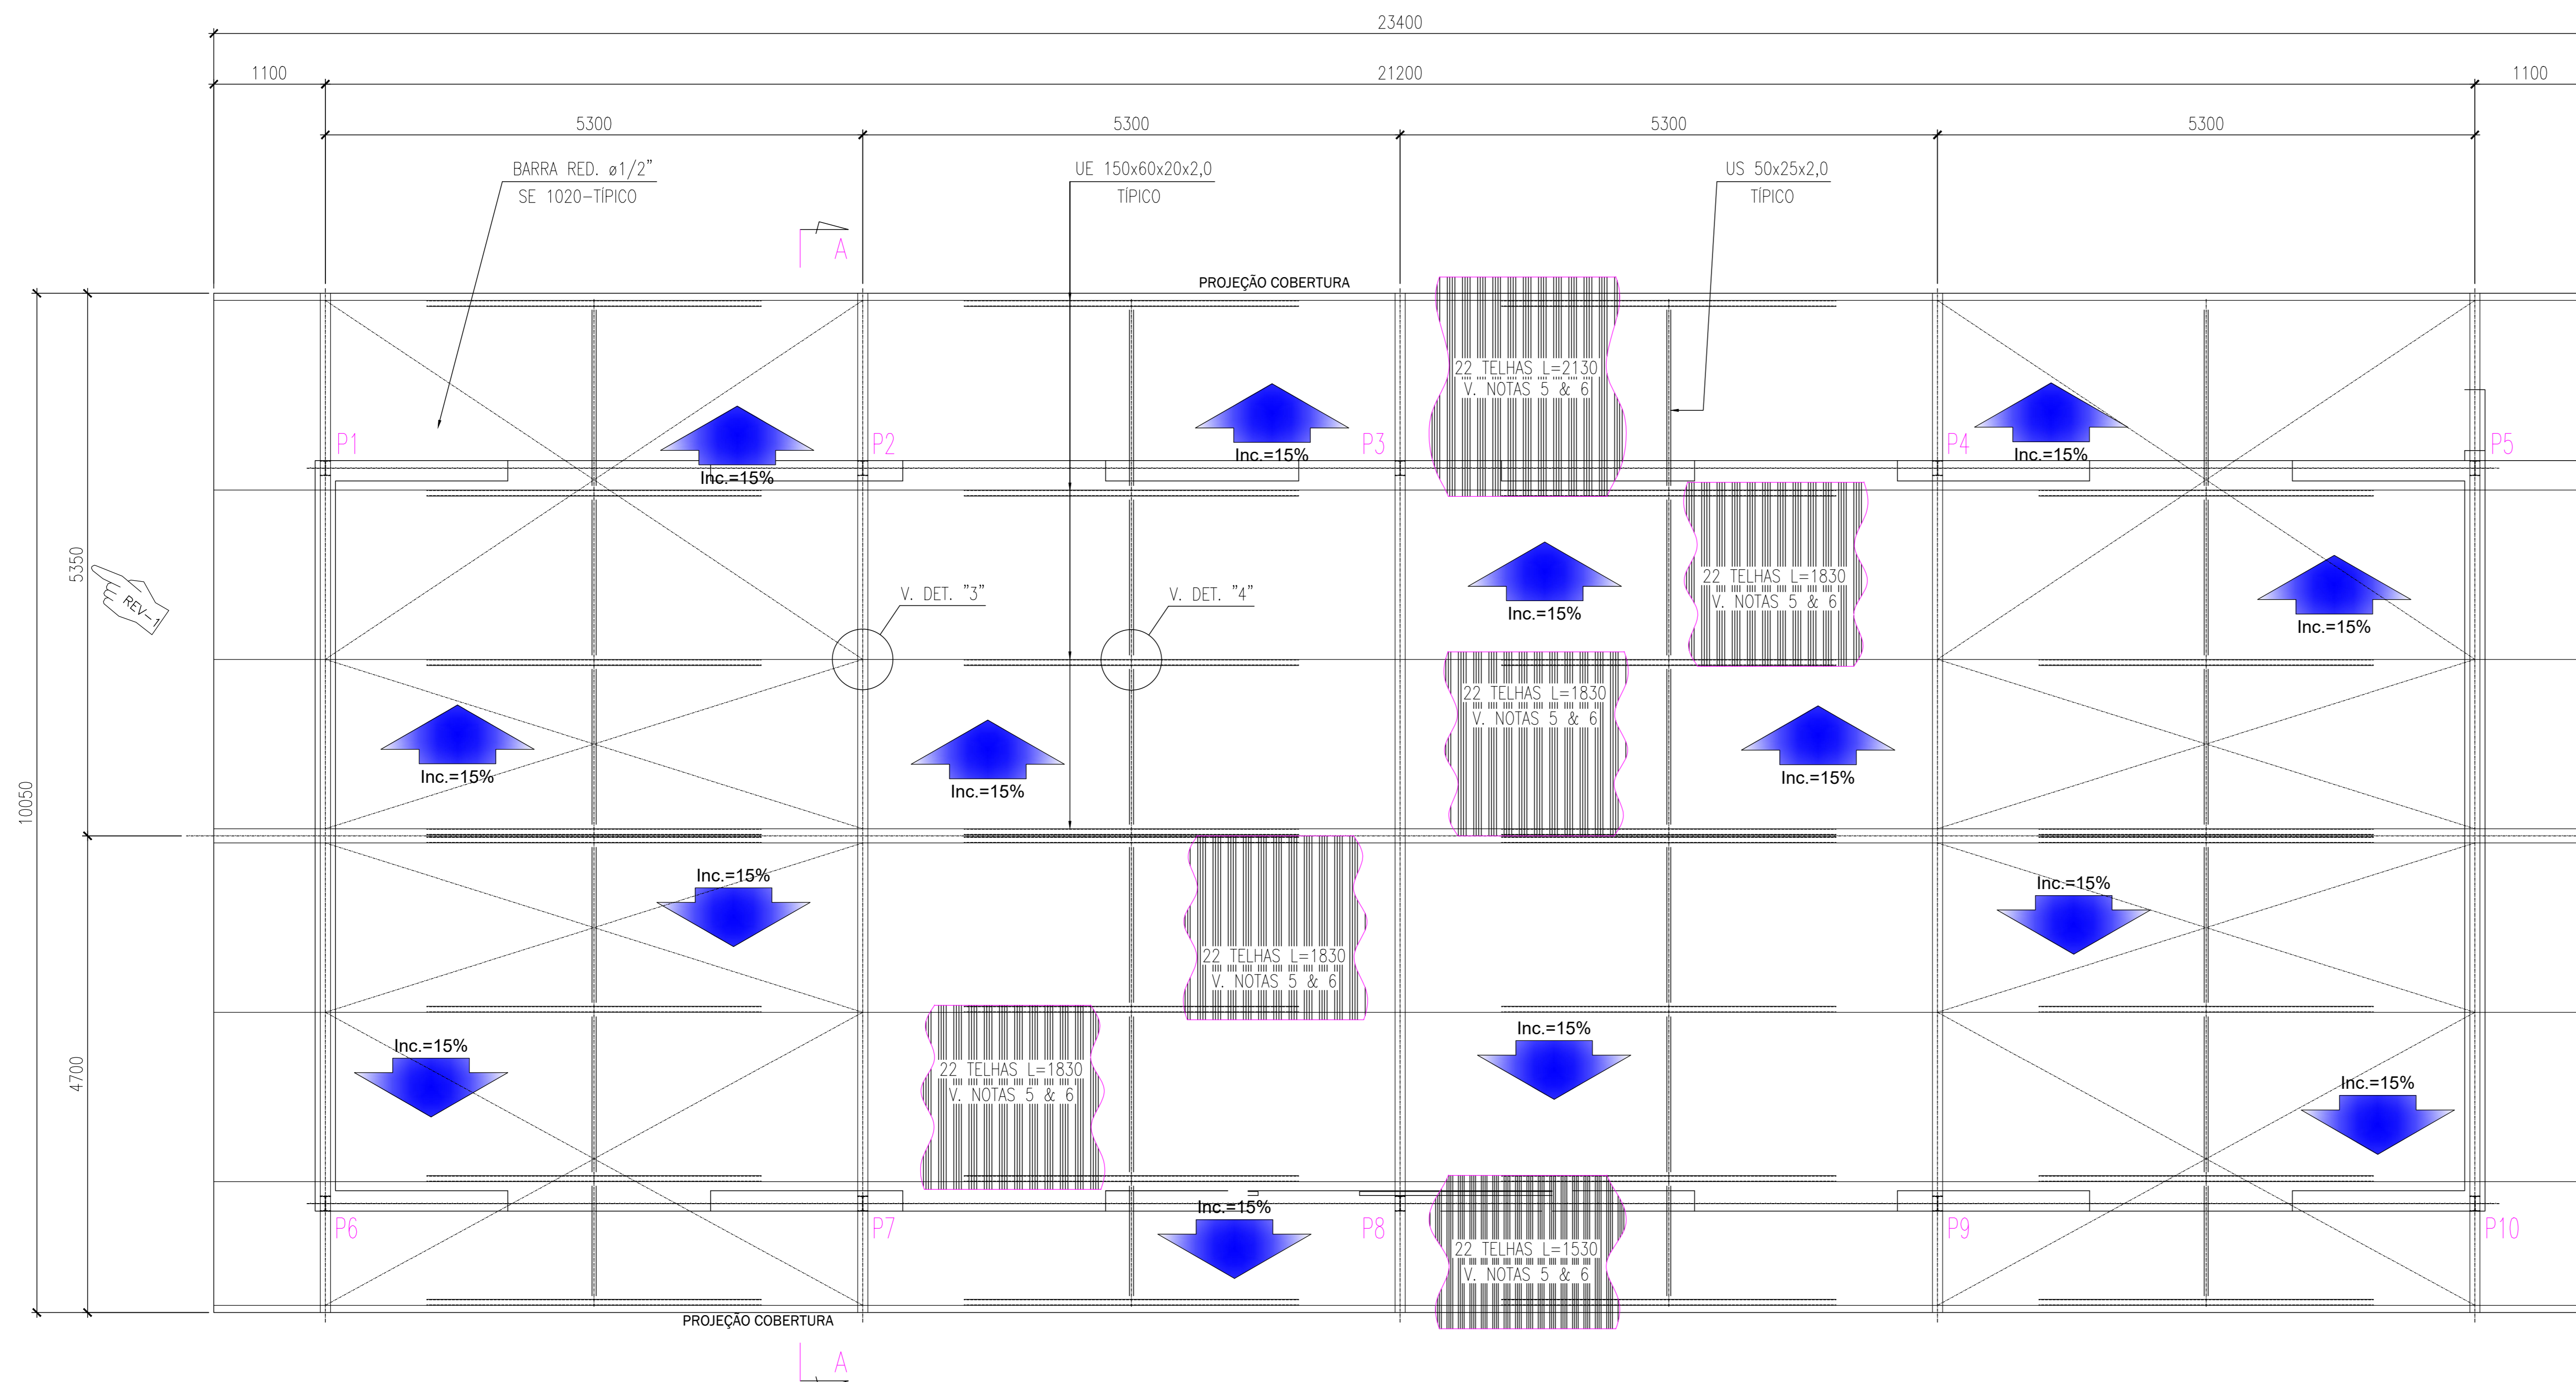 23400
1100
21200
1100
5300
5300
5300
5300
BARRA RED. ø1/2"
SE 1020-TÍPICO
UE 150x60x20x2,0
TÍPICO
US 50x25x2,0
TÍPICO
A
PROJEÇÃO COBERTURA
22 TELHAS L=2130
V. NOTAS 5 & 6
P1
P2
P3
P4
P5
Inc.=15%
Inc.=15%
Inc.=15%
5350
REV-1
V. DET. "3"
V. DET. "4"
22 TELHAS L=1830
V. NOTAS 5 & 6
Inc.=15%
Inc.=15%
22 TELHAS L=1830
V. NOTAS 5 & 6
Inc.=15%
Inc.=15%
Inc.=15%
10050
Inc.=15%
Inc.=15%
22 TELHAS L=1830
V. NOTAS 5 & 6
4700
Inc.=15%
22 TELHAS L=1830
V. NOTAS 5 & 6
Inc.=15%
Inc.=15%
Inc.=15%
P6
P7
P8
P9
P10
22 TELHAS L=1530
V. NOTAS 5 & 6
PROJEÇÃO COBERTURA
A